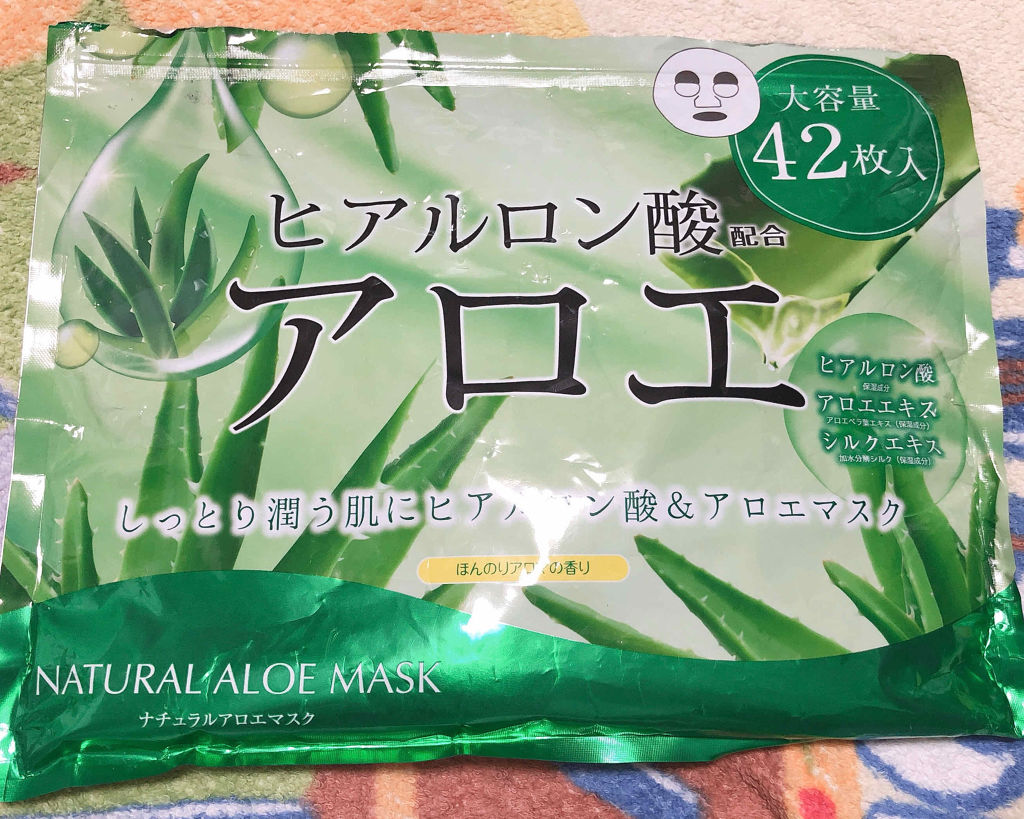 大容量
42枚入
ヒアルロン酸配合
アロエ
ヒアルロン酸
保湿成分
アロエエキス
アロエベラ葉エキス（保湿成分）
シルクエキス
加水分解シルク（保湿成分）
しっとり潤う肌にヒアルロン酸&アロエマスク
ほんのりアロエの香り
NATURAL ALOE MASK
ナチュラルアロエマスク